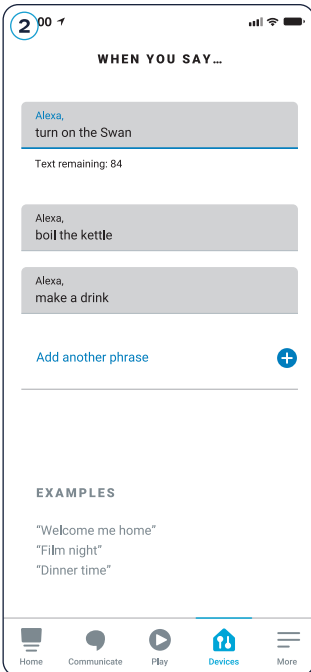 2 00
WHEN YOU SAY...
Alexa,
turn on the Swan
Text remaining: 84
Alexa,
boil the kettle
Alexa,
make a drink
Add another phrase
EXAMPLES
“Welcome me home”
“Film night”
“Dinner time”
Home Communicate Play Devices More